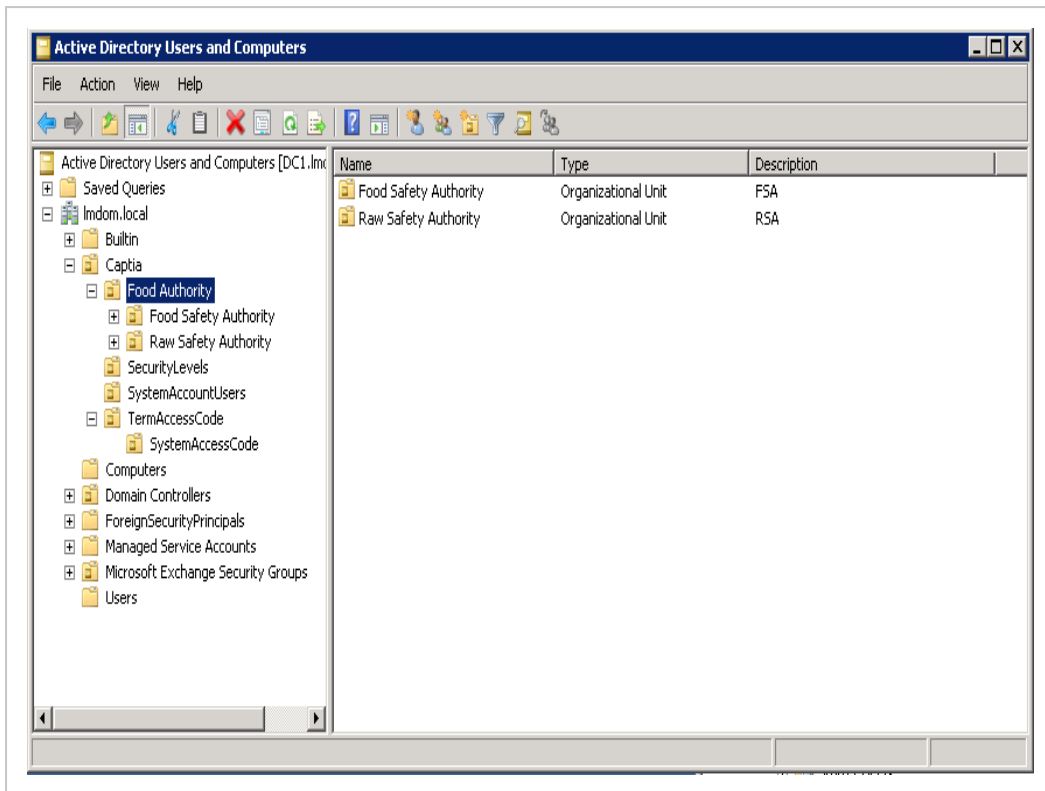 Active Directory Users and Computers
File Action View Help
Active Directory Users and Computers [DC1.lmd
Saved Queries
lmdom.local
Builtin
Captia
Food Authority
Food Safety Authority
Raw Safety Authority
SecurityLevels
SystemAccountUsers
TermAccessCode
SystemAccessCode
Computers
Domain Controllers
ForeignSecurityPrincipals
Managed Service Accounts
Microsoft Exchange Security Groups
Users
Name Type Description
Food Safety Authority Organizational Unit FSA
Raw Safety Authority Organizational Unit RSA